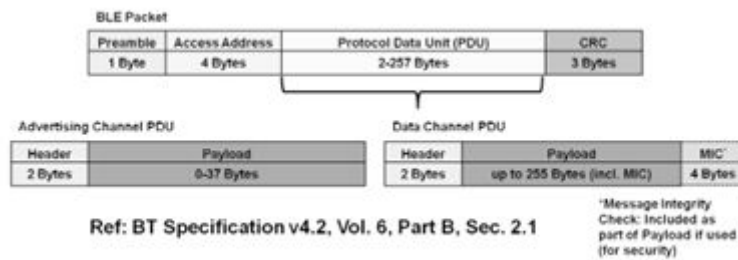 BLE Packet
Preamble Access Address Protocol Data Unit (PDU) CRC
1 Byte 4 Bytes 2-257 Bytes 3 Bytes
Advertising Channel PDU Data Channel PDU
Header Payload Header Payload MIC*
2 Bytes 0-37 Bytes 2 Bytes up to 255 Bytes (incl. MIC) 4 Bytes
Ref: BT Specification v4.2, Vol. 6, Part B, Sec. 2.1
*Message Integrity
Check: Included as
part of Payload if used
(for security)